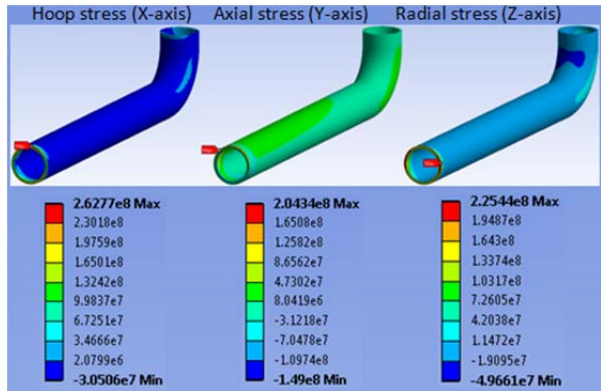 Hoop stress (X-axis)
Axial stress (Y-axis)
Radial stress (Z-axis)
2.6277e8 Max
2.3018e8
1.9759e8
1.6501e8
1.3242e8
9.9837e7
6.7251e7
3.4666e7
2.0799e6
-3.0506e7 Min
2.0434e8 Max
1.6508e8
1.2582e8
8.6562e7
4.7302e7
8.0419e6
-3.1218e7
-7.0478e7
-1.0974e8
-1.49e8 Min
2.2544e8 Max
1.9487e8
1.643e8
1.3374e8
1.0317e8
7.2605e7
4.2038e7
1.1472e7
-1.9095e7
-4.9661e7 Min